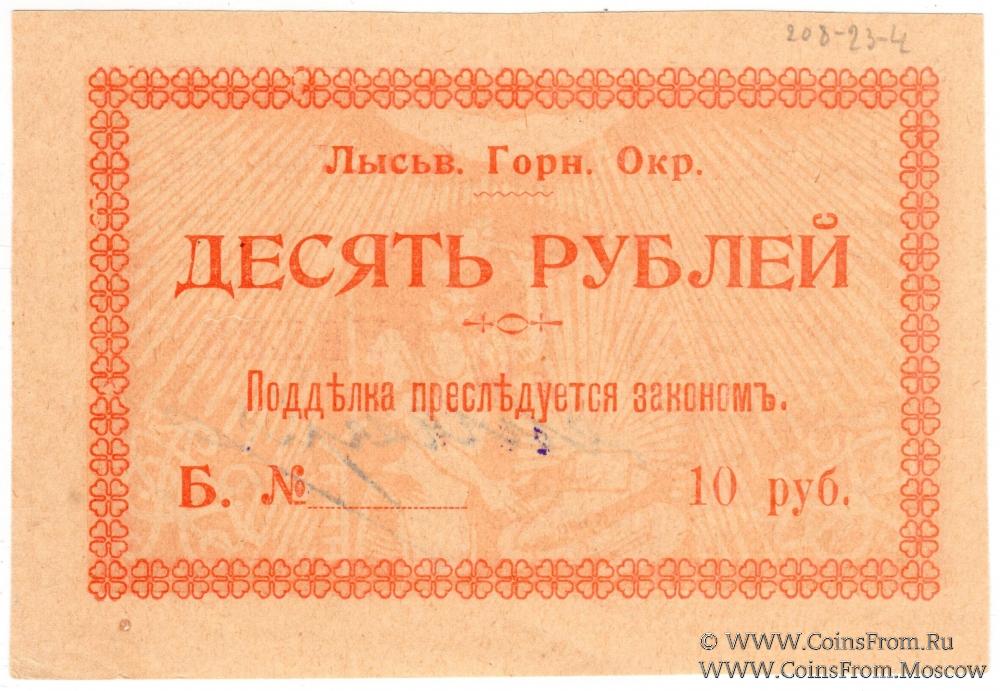 208-23-4
Лысьв. Горн. Окр.
ДЕСЯТЬ РУБЛЕЙ
Поддѣлка преслѣдуется закономъ.
Б. № 10 руб.
© WWW.CoinsFrom.Ru
WWW.CoinsFrom.Moscow